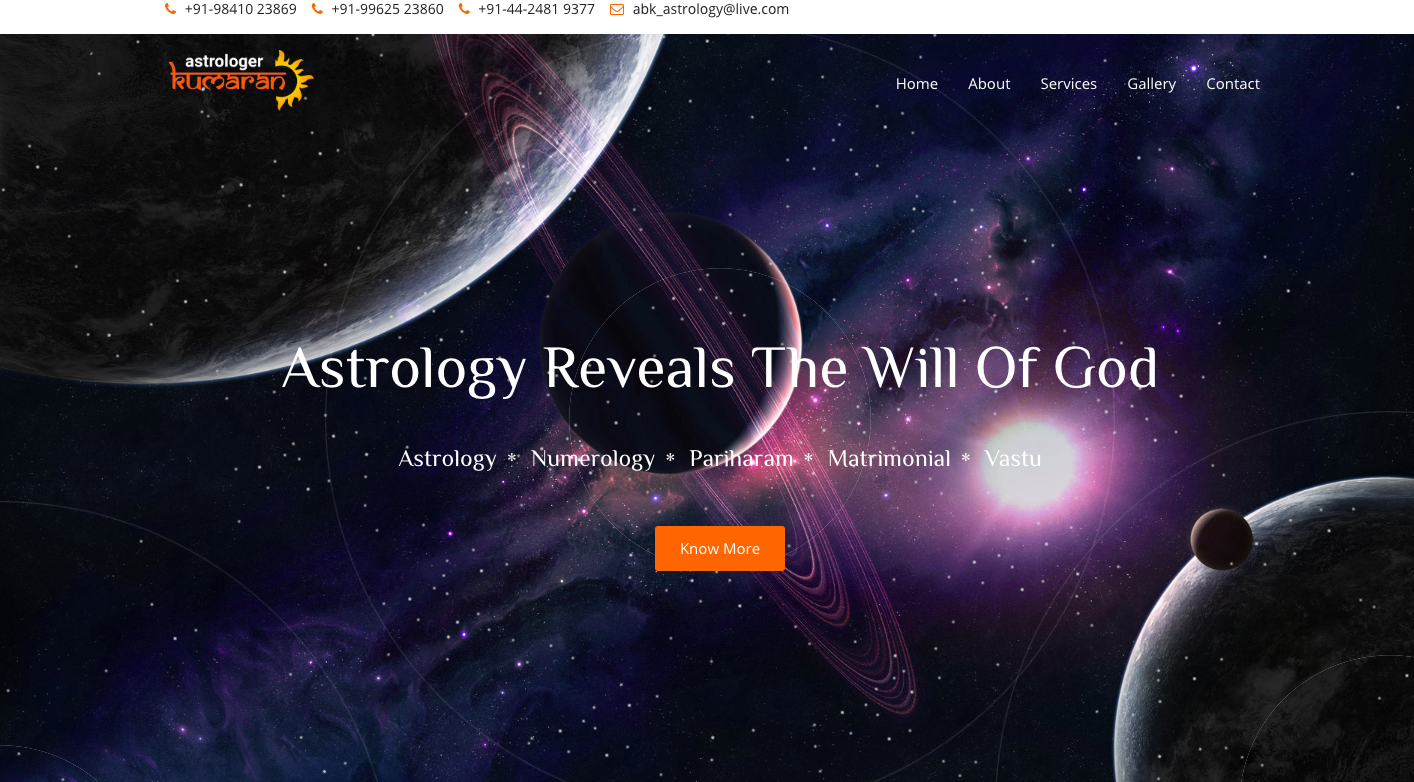 +91-98410 23869 +91-99625 23860 +91-44-2481 9377 abk_astrology@live.com
astrologer
kumaran
Home About Services Gallery Contact
Astrology Reveals The Will Of God
Astrology * Numerology * Pariharam * Matrimonial * Vastu
Know More